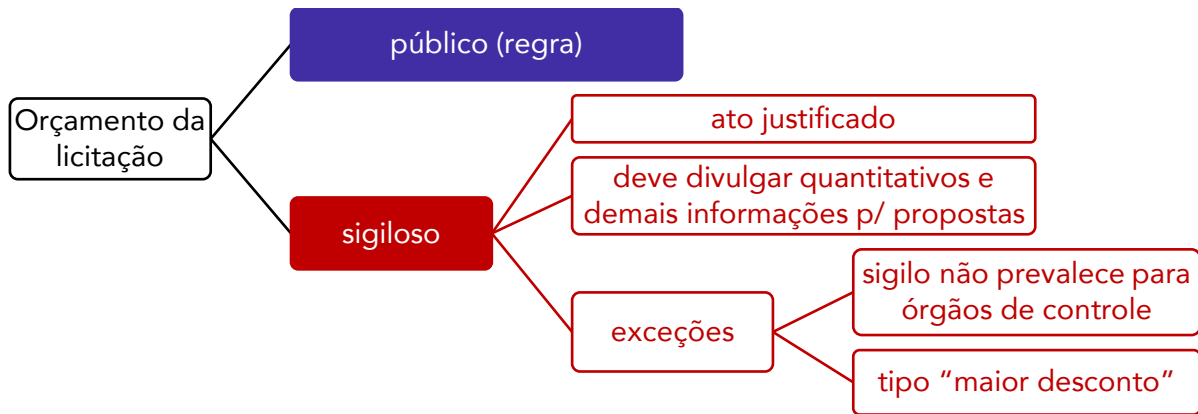 público (regra)
Orçamento da
licitação
sigiloso
ato justificado
deve divulgar quantitativos e
demais informações p/ propostas
exceções
sigilo não prevalece para
órgãos de controle
tipo “maior desconto”